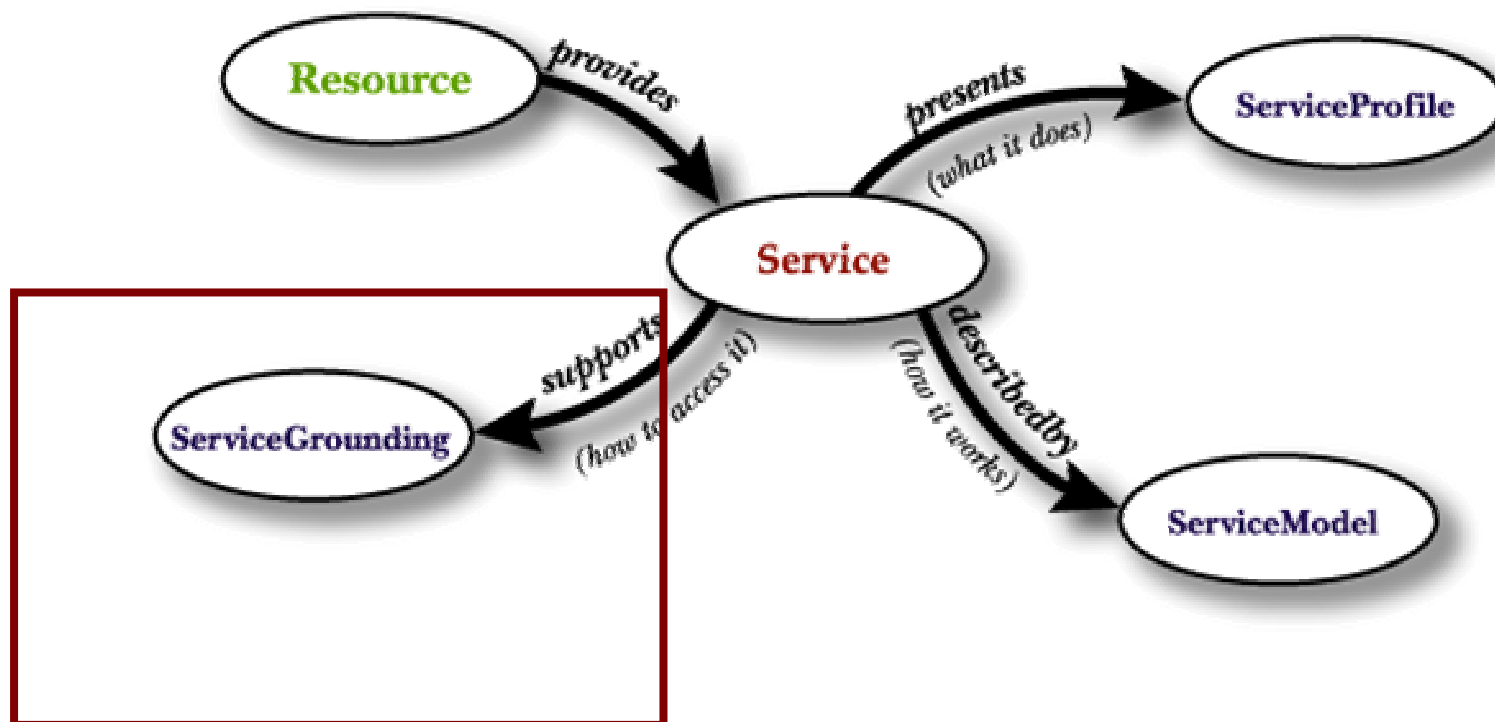 Resource
provides
presents
(what it does)
ServiceProfile
Service
supports
(how to access it)
describedby
(how it works)
ServiceGrounding
ServiceModel